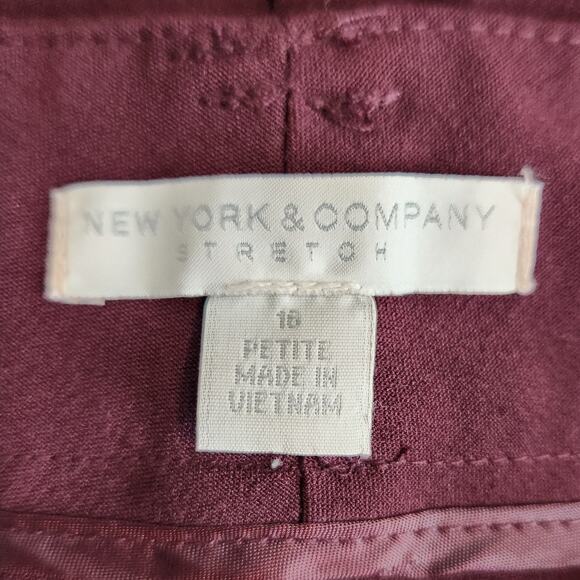 NEW YORK & COMPANY
STRETCH
16
PETITE
MADE IN
VIETNAM